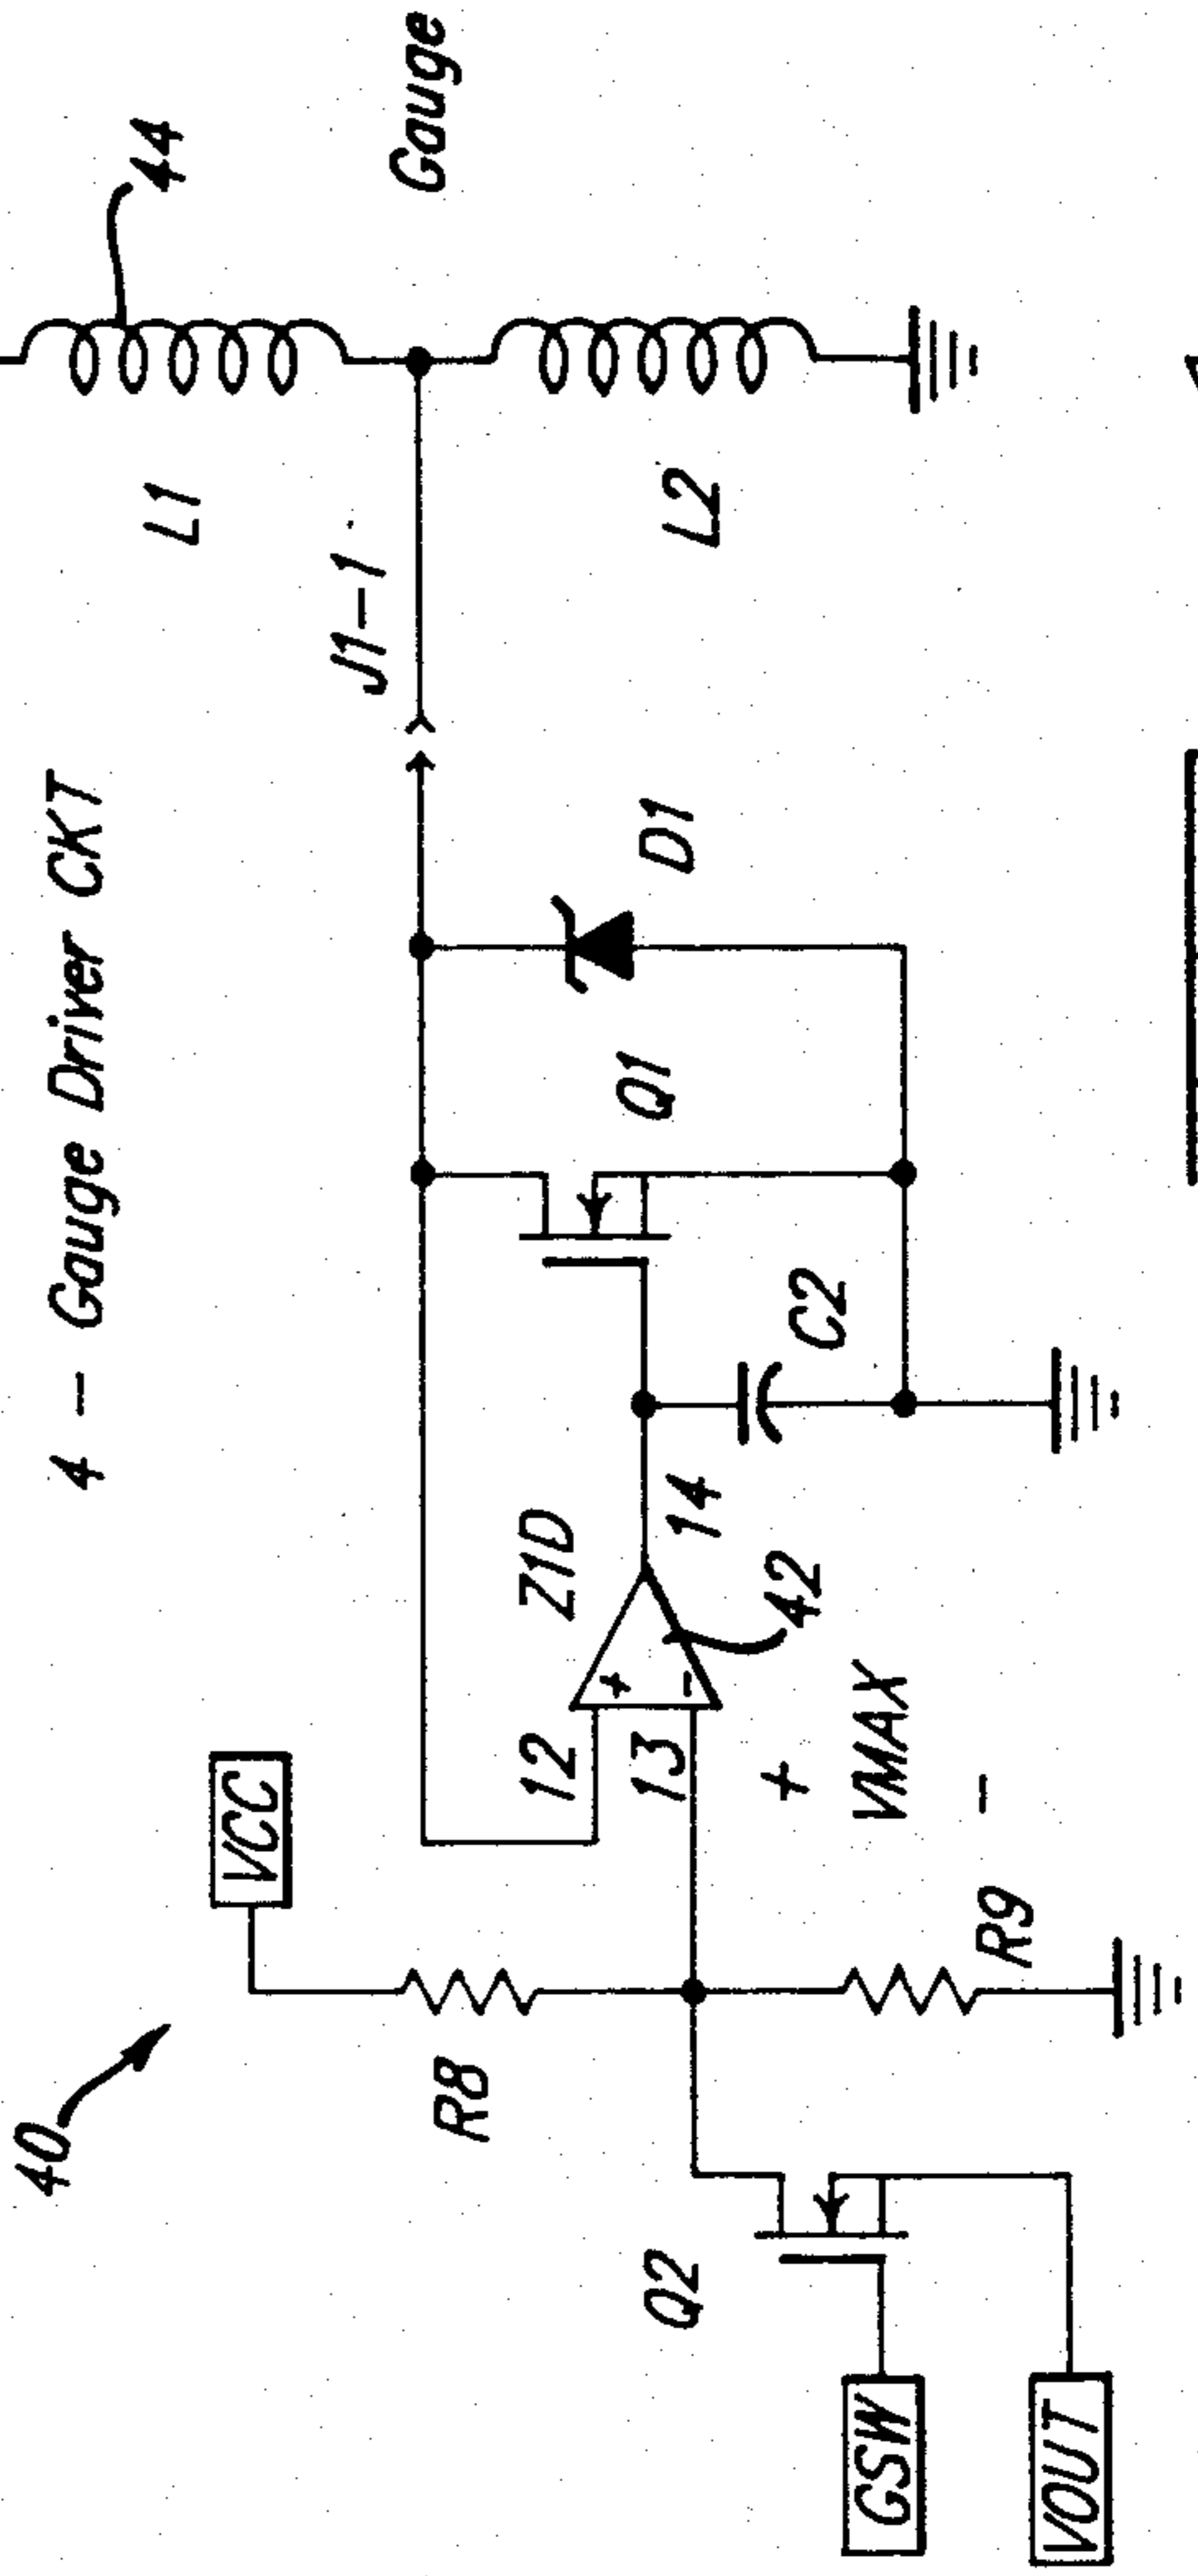 4 -- Gauge Driver CKT
40
VCC
44
L1
J1-1
Gauge
R8
12
Z1D
+
13
-
14
42
Q1
D1
L2
Q2
+
VMAX
-
C2
GSW
R9
VOUT